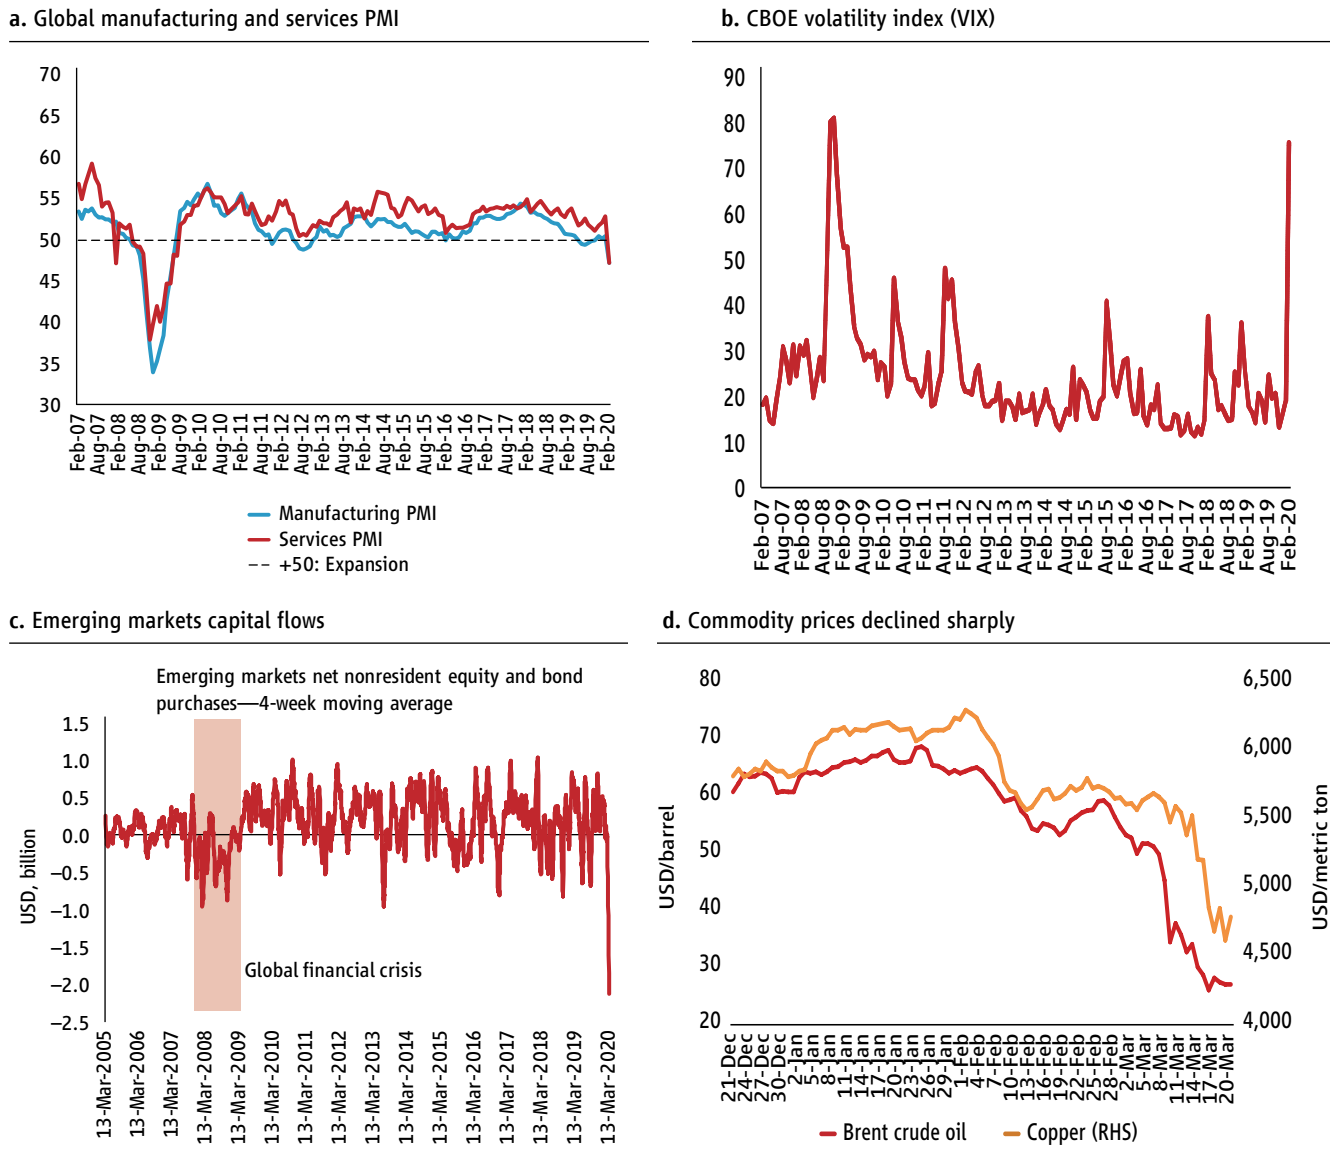 a. Global manufacturing and services PMI
70
65
60
55
50
45
40
35
30
Feb-07
Aug-07
Feb-08
Aug-08
Feb-09
Aug-09
Feb-10
Aug-10
Feb-11
Aug-11
Feb-12
Aug-12
Feb-13
Aug-13
Feb-14
Aug-14
Feb-15
Aug-15
Feb-16
Aug-16
Feb-17
Aug-17
Feb-18
Aug-18
Feb-19
Aug-19
Feb-20
Manufacturing PMI
Services PMI
+50: Expansion
b. CBOE volatility index (VIX)
90
80
70
60
50
40
30
20
10
0
Feb-07
Aug-07
Feb-08
Aug-08
Feb-09
Aug-09
Feb-10
Aug-10
Feb-11
Aug-11
Feb-12
Aug-12
Feb-13
Aug-13
Feb-14
Aug-14
Feb-15
Aug-15
Feb-16
Aug-16
Feb-17
Aug-17
Feb-18
Aug-18
Feb-19
Aug-19
Feb-20
c. Emerging markets capital flows
Emerging markets net nonresident equity and bond
purchases—4-week moving average
USD, billion
1.5
1.0
0.5
0.0
−0.5
−1.0
−1.5
−2.0
−2.5
Global financial crisis
13-Mar-2005
13-Mar-2006
13-Mar-2007
13-Mar-2008
13-Mar-2009
13-Mar-2010
13-Mar-2011
13-Mar-2012
13-Mar-2013
13-Mar-2014
13-Mar-2015
13-Mar-2016
13-Mar-2017
13-Mar-2018
13-Mar-2019
13-Mar-2020
d. Commodity prices declined sharply
USD/barrel
80
70
60
50
40
30
20
6,500
6,000
5,500
5,000
4,500
4,000
USD/metric ton
21-Dec
24-Dec
27-Dec
30-Dec
2-Jan
5-Jan
8-Jan
11-Jan
14-Jan
17-Jan
20-Jan
23-Jan
26-Jan
29-Jan
1-Feb
4-Feb
7-Feb
10-Feb
13-Feb
16-Feb
19-Feb
22-Feb
25-Feb
28-Feb
2-Mar
5-Mar
8-Mar
11-Mar
14-Mar
17-Mar
20-Mar
Brent crude oil
Copper (RHS)